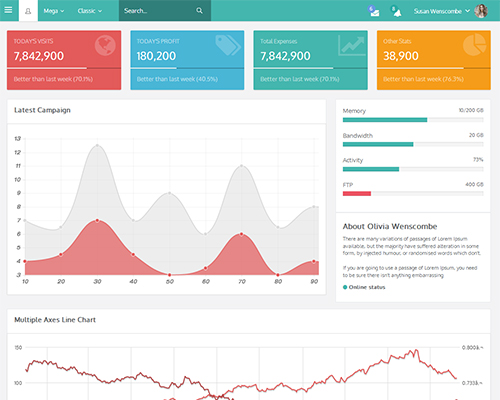 Mega Classic Search... 6 8 Susan Wenscombe
TODAY'S VISITS
7,842,900
Better than last week (70.1%)
TODAY'S PROFIT
180,200
Better than last week (40.5%)
Total Expenses
7,842,900
Better than last week (70.1%)
Other Stats
38,900
Better than last week (76.2%)
Latest Campaign
13
12
11
10
9
8
7
6
5
4
3
10 20 30 40 50 60 70 80 90
Memory 10/200 GB
Bandwidth 20 GB
Activity 73%
FTP 400 GB
About Olivia Wenscombe
There are many variations of passages of Lorem Ipsum
available, but the majority have suffered alteration in some
form, by injected humour, or randomised words which don't.
If you are going to use a passage of Lorem Ipsum, you need
to be sure there isn't anything embarrassing
Online status
Multiple Axes Line Chart
150 0.800k~
100 0.733k~